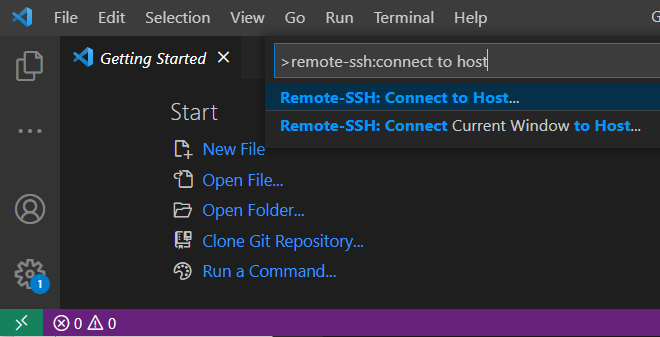 File Edit Selection View Go Run Terminal Help
Getting Started
>remote-ssh:connect to host
Remote-SSH: Connect to Host...
Remote-SSH: Connect Current Window to Host...
Start
New File
Open File...
Open Folder...
Clone Git Repository...
Run a Command...
1
0 0